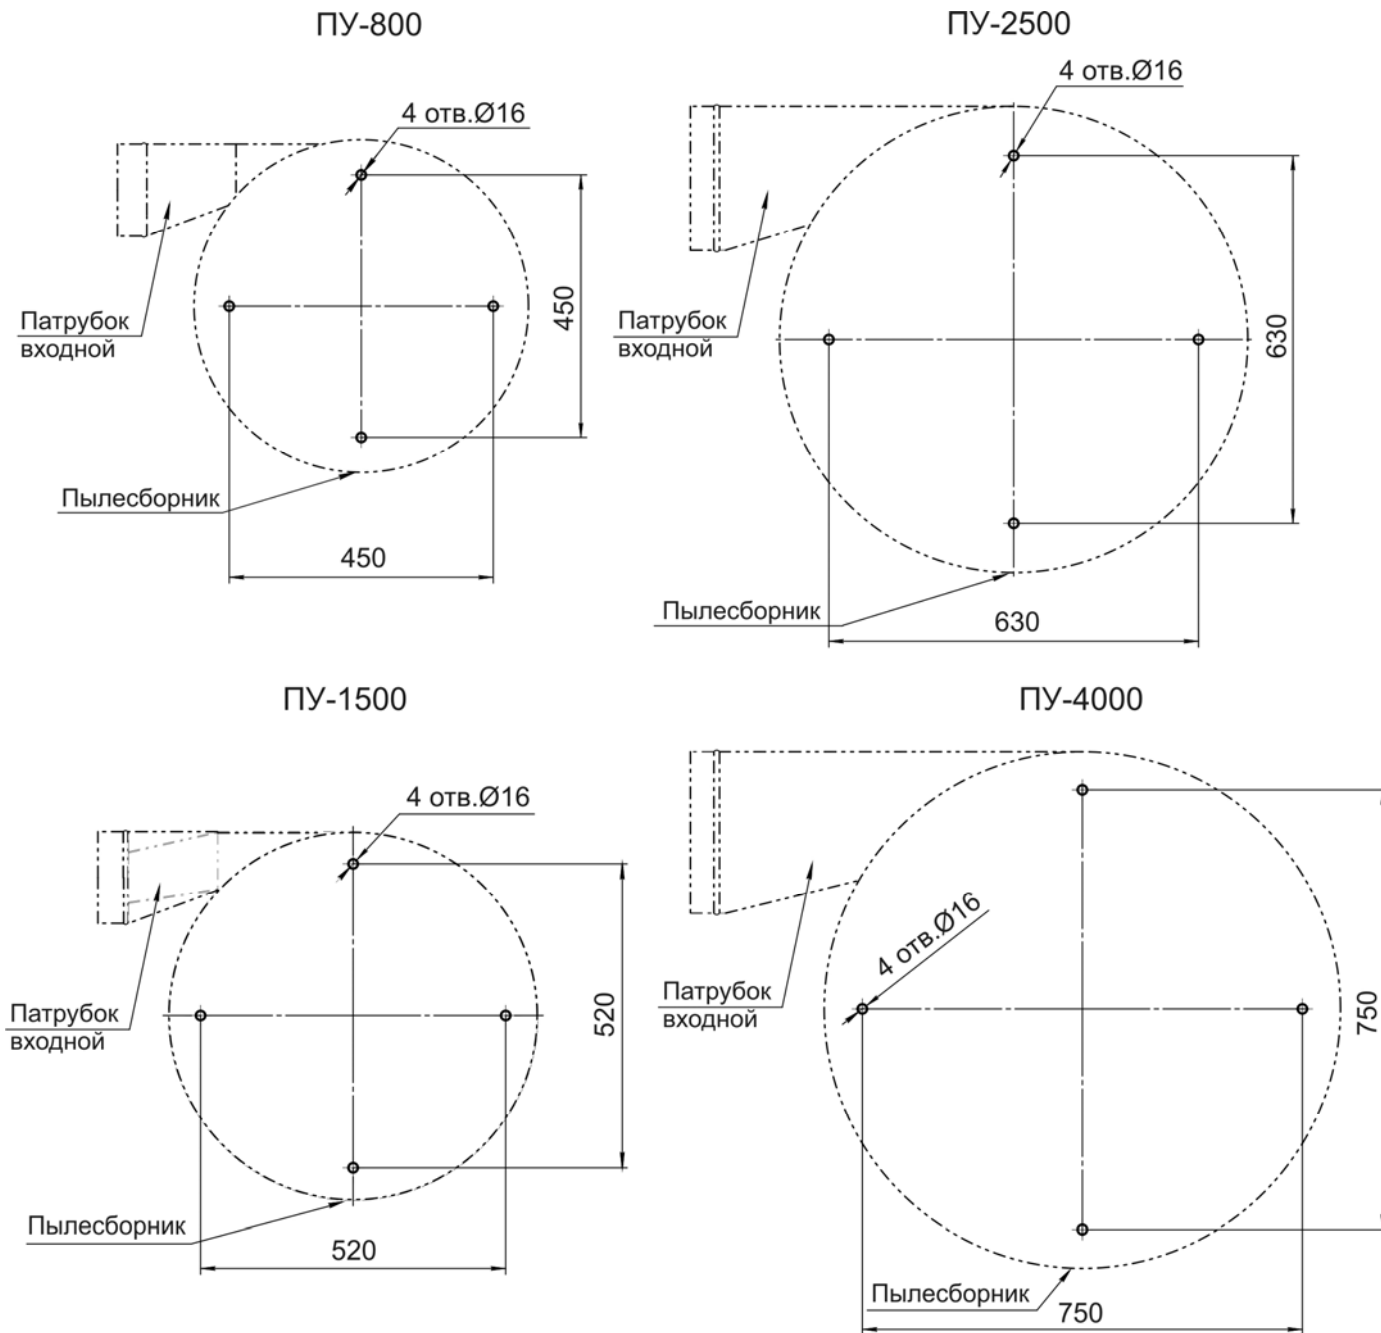 ПУ-800
4 отв.Ø16
Патрубок
входной
450
Пылесборник
450
ПУ-2500
4 отв.Ø16
Патрубок
входной
630
Пылесборник
630
ПУ-1500
4 отв.Ø16
Патрубок
входной
520
Пылесборник
520
ПУ-4000
4 отв.Ø16
Патрубок
входной
750
Пылесборник
750